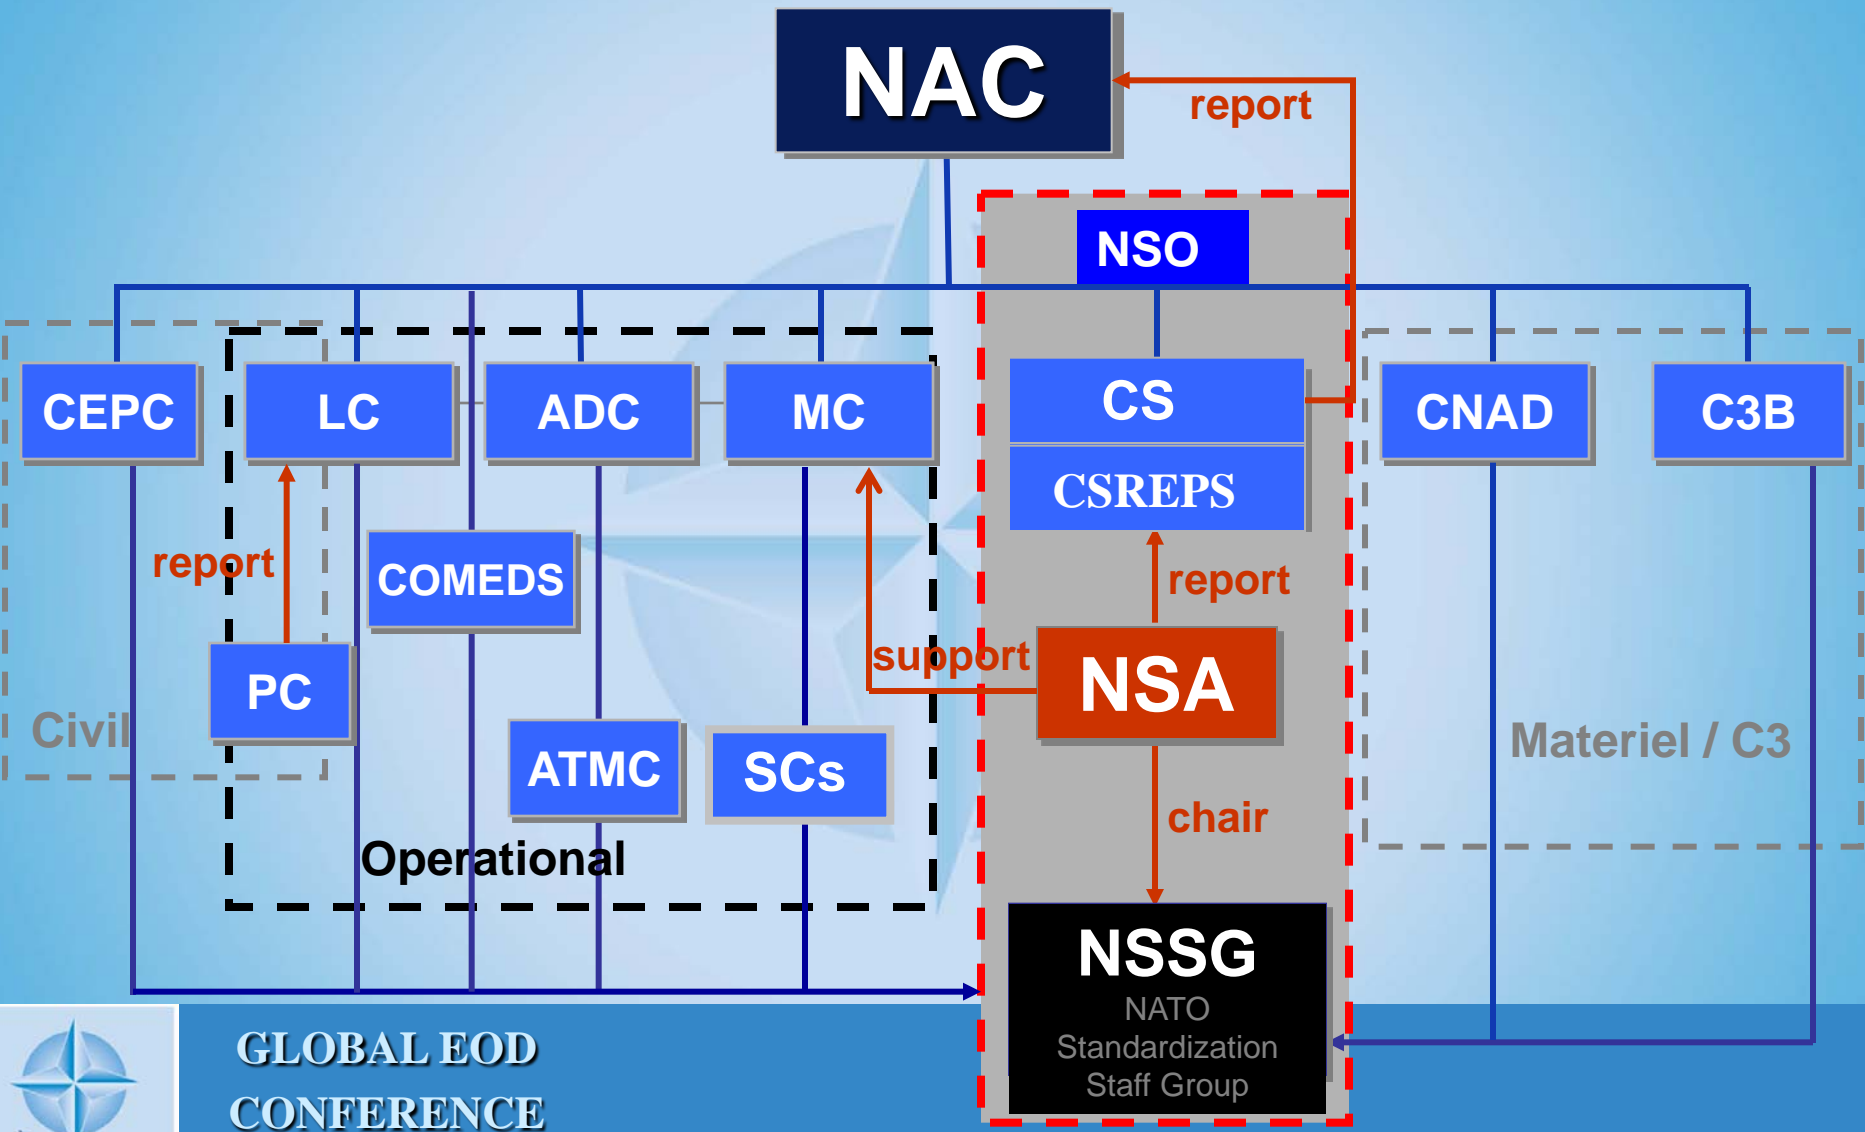 NAC
report
NSO
CEPC
LC
ADC
MC
CS
CNAD
C3B
CSREPS
report
COMEDS
report
support
NSA
PC
Civil
ATMC
SCs
Materiel / C3
chair
Operational
NSSG
NATO
Standardization
Staff Group
GLOBAL EOD
CONFERENCE